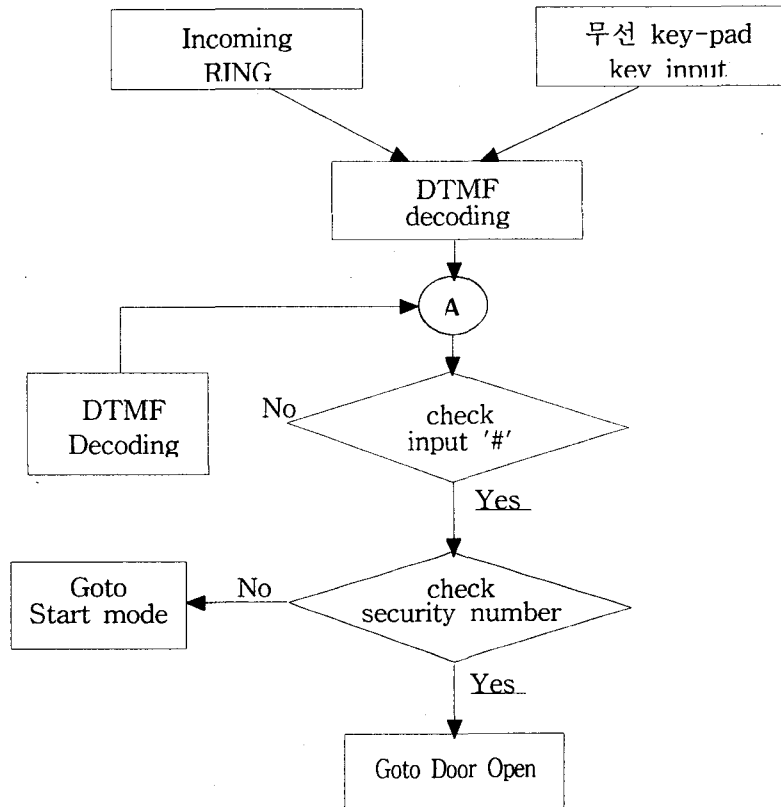 Incoming
RING
무선 key-pad
key input
DTMF
decoding
A
DTMF
Decoding
No
check
input '#'
Yes
Goto
Start mode
No
check
security number
Yes
Goto Door Open